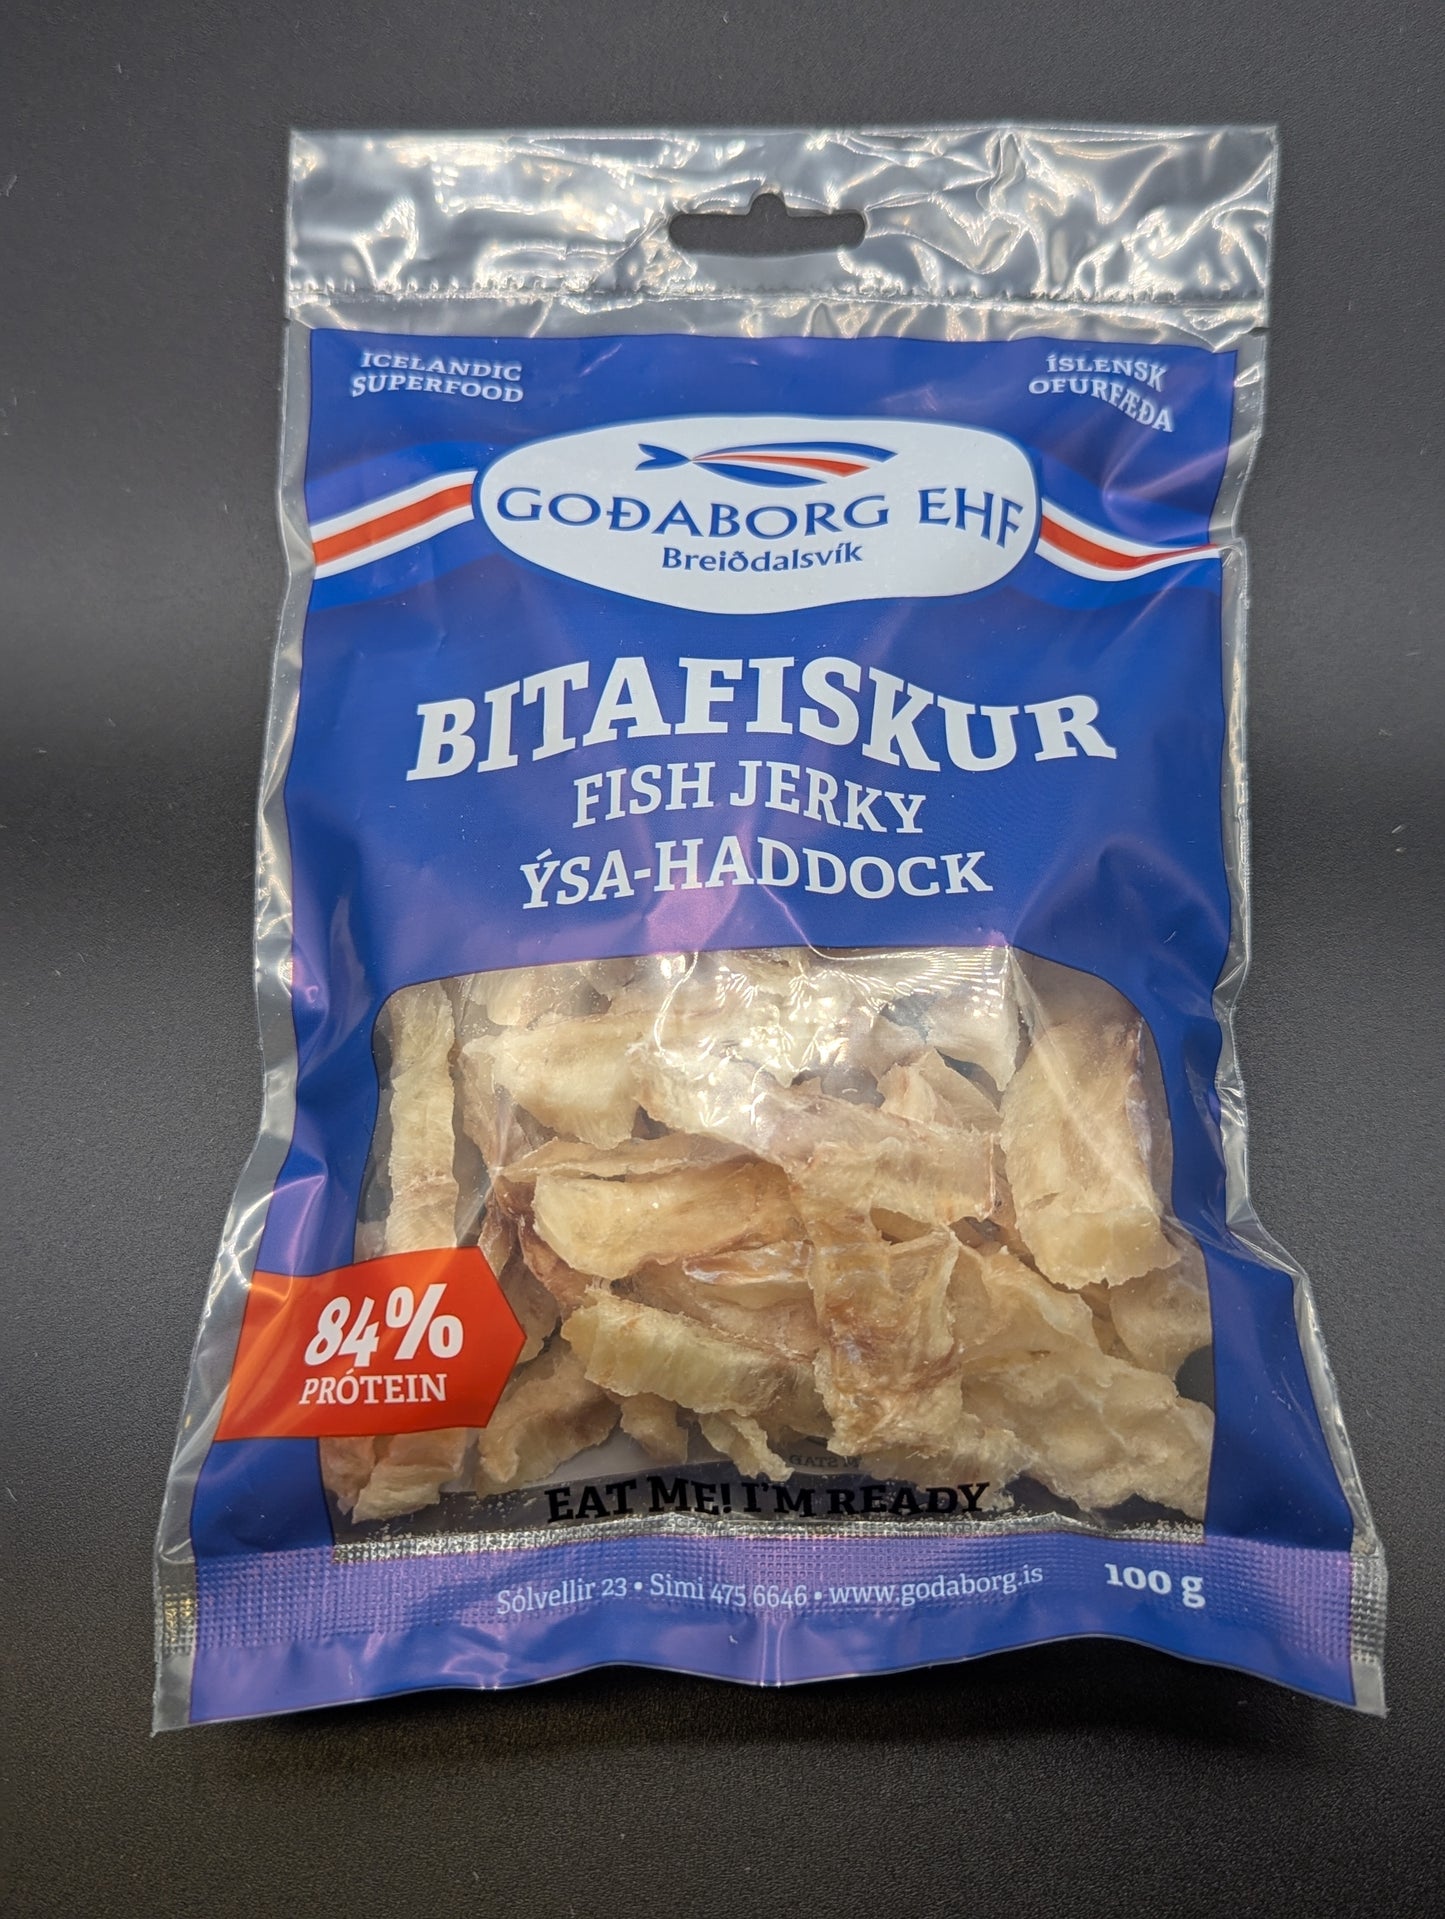 ICELANDIC
SUPERFOOD
ÍSLENSK
OFURFÆÐA
GOÐABORG EHF
Breiðdalsvík
BITAFISKUR
FISH JERKY
ÝSA-HADDOCK
84%
PRÓTEIN
EAT ME! I'M READY
Sólvellir 23 • Simi 475 6646 • www.godaborg.is
100 g